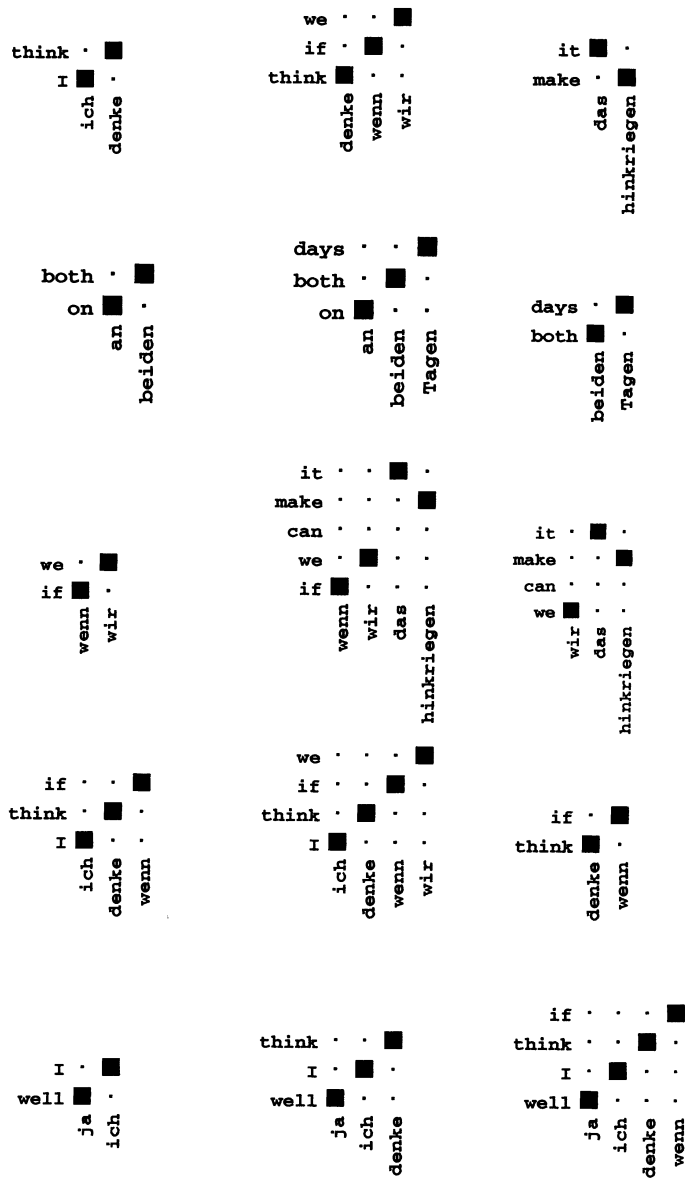 think
I
ich
denke
we
if
think
denke
wenn
wir
it
make
das
hinkriegen
both
on
an
beiden
days
both
on
an
beiden
Tagen
days
both
beiden
Tagen
we
if
wenn
wir
it
make
can
we
if
wenn
wir
das
hinkriegen
it
make
can
we
wir
das
hinkriegen
if
think
I
ich
denke
wenn
we
if
think
I
ich
denke
wenn
wir
if
think
denke
wenn
I
well
ja
ich
think
I
well
ja
ich
denke
if
think
I
well
ja
ich
denke
wenn